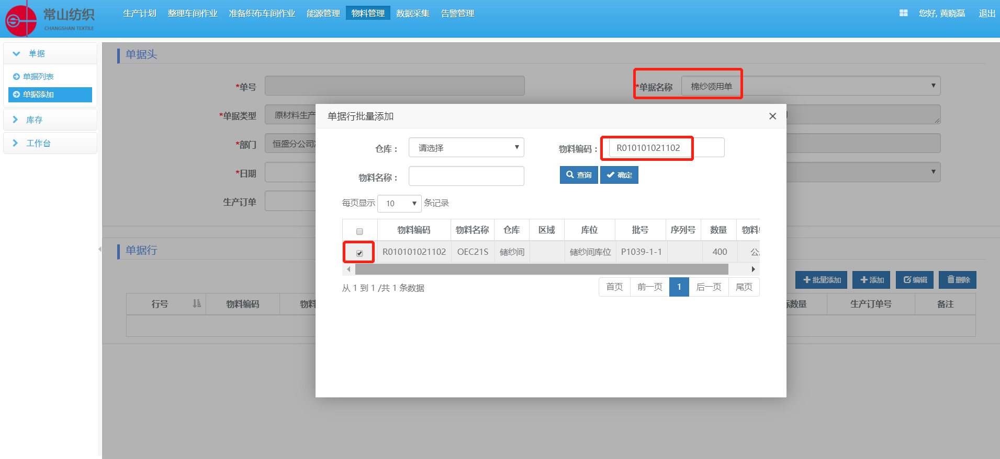 常山纺织
CHANGSHAN TEXTILE
生产计划 整理车间作业 准备织布车间作业 能源管理 物料管理 数据采集 告警管理
您好, 黄晓磊 退出
单据
单据列表
单据添加
库存
工作台
单据头
*单号
*单据名称 棉纱领用单
*单据类型 原材料生产
*部门 恒盛分公司
*日期
生产订单
单据行批量添加
仓库： 请选择 物料编码： R010101021102
物料名称： 查询 确定
每页显示 10 条记录
物料编码 物料名称 仓库 区域 库位 批号 序列号 数量 物料
R010101021102 OEC21S 储纱间 储纱间库位 P1039-1-1 400 公
从 1 到 1 /共 1 条数据 首页 前一页 1 后一页 尾页
单据行
批量添加 添加 编辑 删除
行号 物料编码 物料 数量 生产订单号 备注